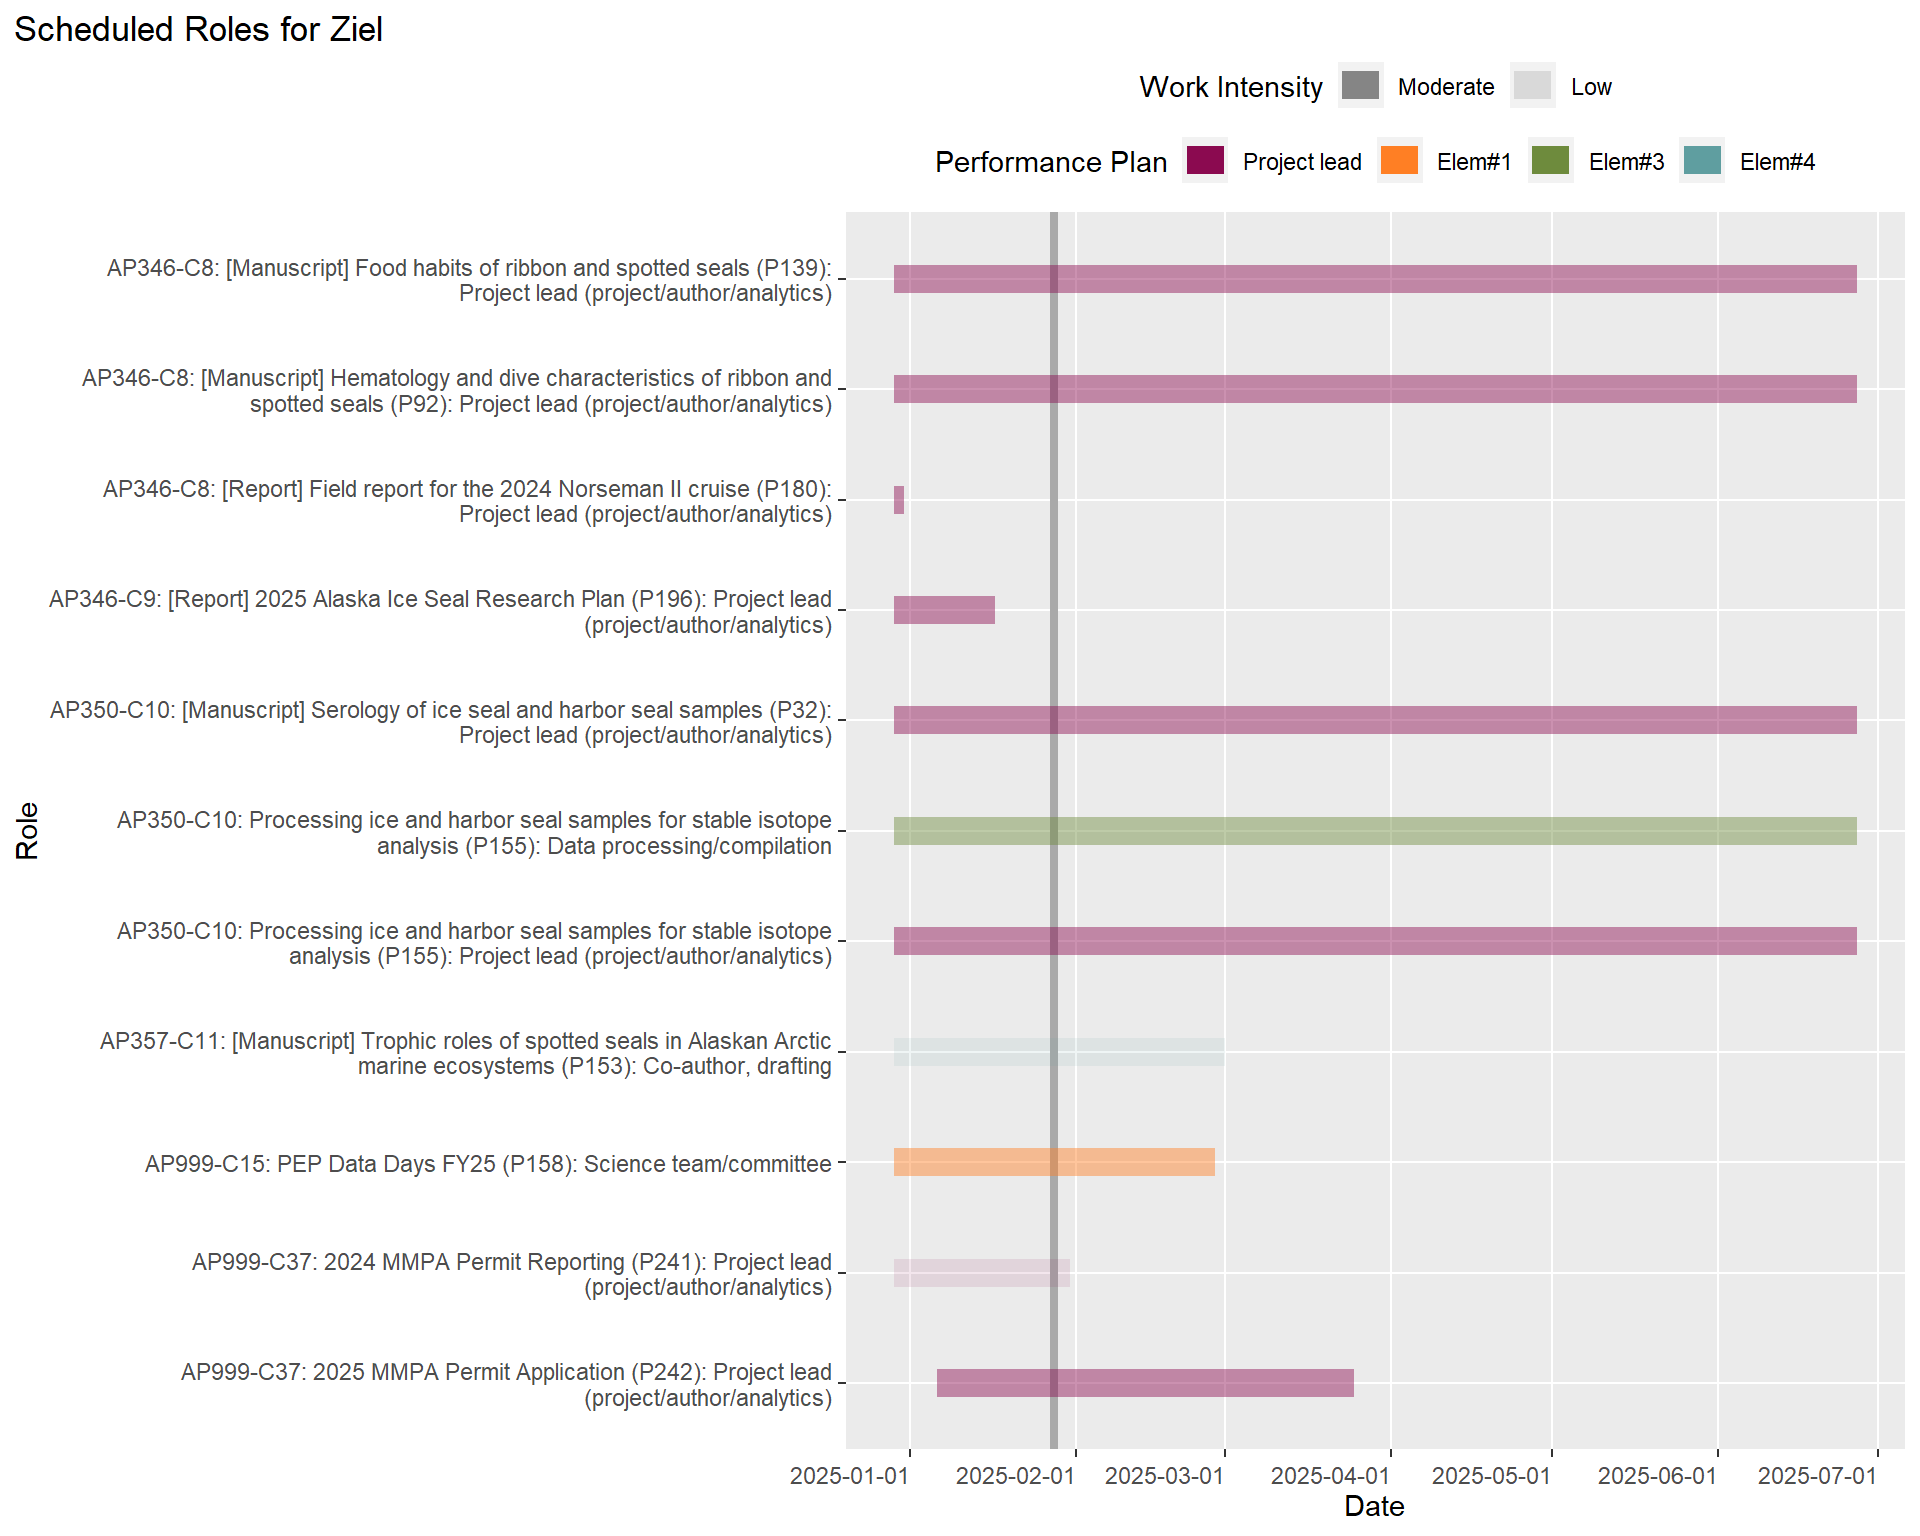 Scheduled Roles for Ziel
Work Intensity Moderate Low
Performance Plan Project lead Elem#1 Elem#3 Elem#4
AP346-C8: [Manuscript] Food habits of ribbon and spotted seals (P139):
Project lead (project/author/analytics)
AP346-C8: [Manuscript] Hematology and dive characteristics of ribbon and
spotted seals (P92): Project lead (project/author/analytics)
AP346-C8: [Report] Field report for the 2024 Norseman II cruise (P180):
Project lead (project/author/analytics)
AP346-C9: [Report] 2025 Alaska Ice Seal Research Plan (P196): Project lead
(project/author/analytics)
AP350-C10: [Manuscript] Serology of ice seal and harbor seal samples (P32):
Project lead (project/author/analytics)
AP350-C10: Processing ice and harbor seal samples for stable isotope
analysis (P155): Data processing/compilation
AP350-C10: Processing ice and harbor seal samples for stable isotope
analysis (P155): Project lead (project/author/analytics)
AP357-C11: [Manuscript] Trophic roles of spotted seals in Alaskan Arctic
marine ecosystems (P153): Co-author, drafting
AP999-C15: PEP Data Days FY25 (P158): Science team/committee
AP999-C37: 2024 MMPA Permit Reporting (P241): Project lead
(project/author/analytics)
AP999-C37: 2025 MMPA Permit Application (P242): Project lead
(project/author/analytics)
Role
2025-01-01 2025-02-01 2025-03-01 2025-04-01 2025-05-01 2025-06-01 2025-07-01
Date